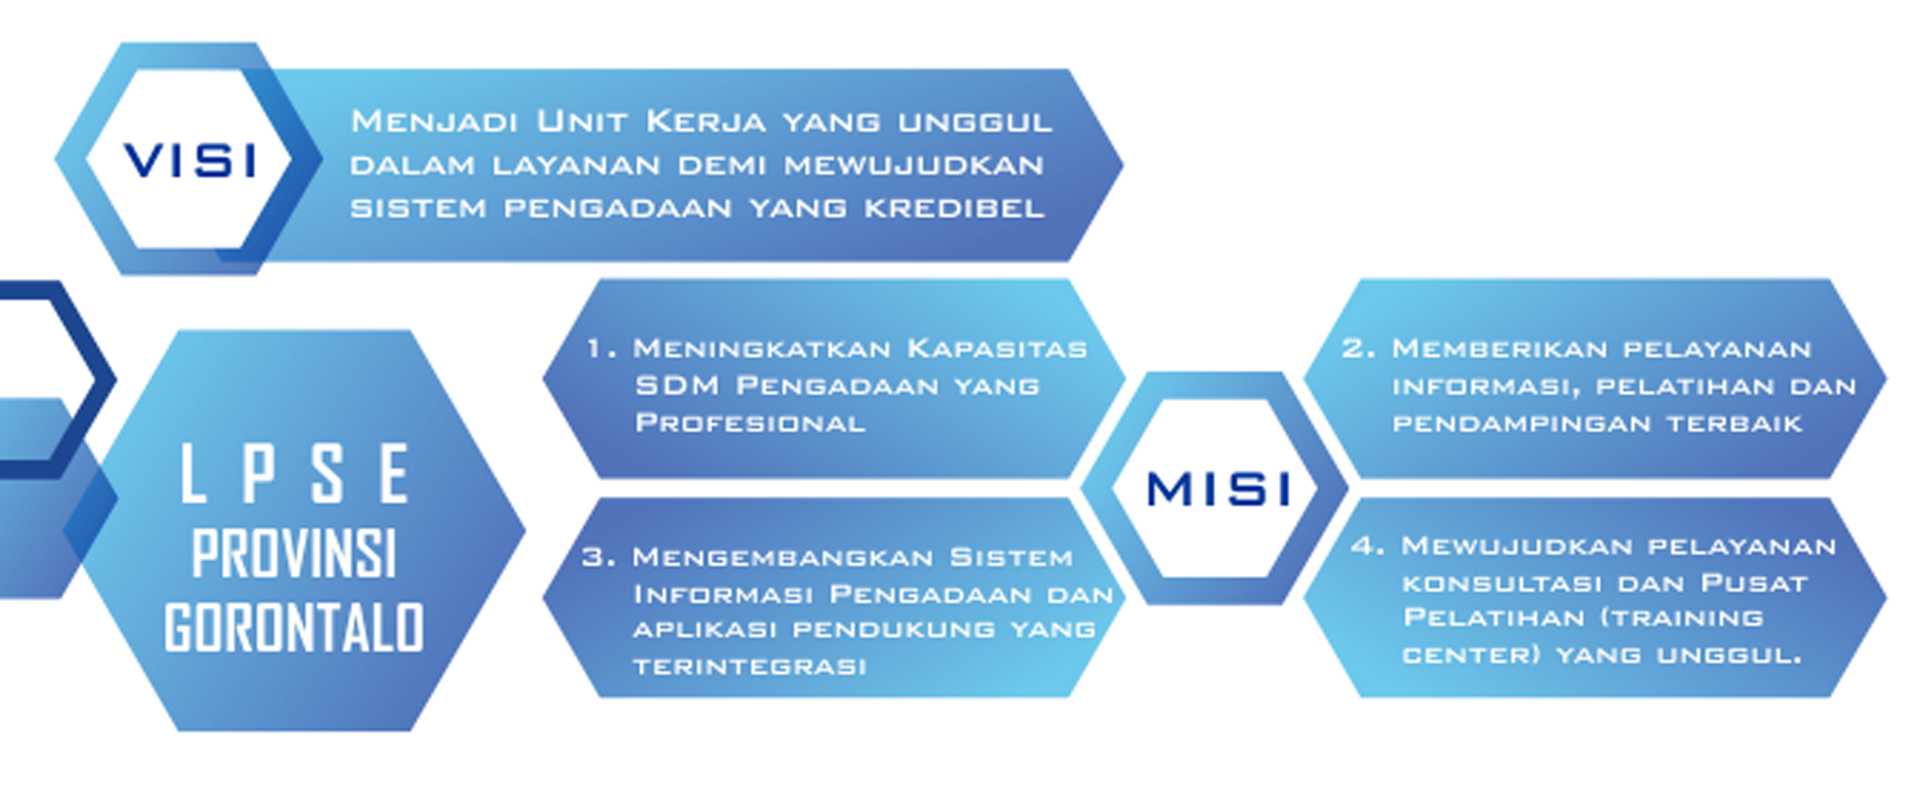 VISI
Menjadi Unit Kerja yang unggul
dalam layanan demi mewujudkan
sistem pengadaan yang kredibel
L P S E
PROVINSI
GORONTALO
MISI
1. Meningkatkan Kapasitas
SDM Pengadaan yang
Profesional
2. Memberikan pelayanan
informasi, pelatihan dan
pendampingan terbaik
3. Mengembangkan Sistem
Informasi Pengadaan dan
aplikasi pendukung yang
terintegrasi
4. Mewujudkan pelayanan
konsultasi dan Pusat
Pelatihan (training
center) yang unggul.